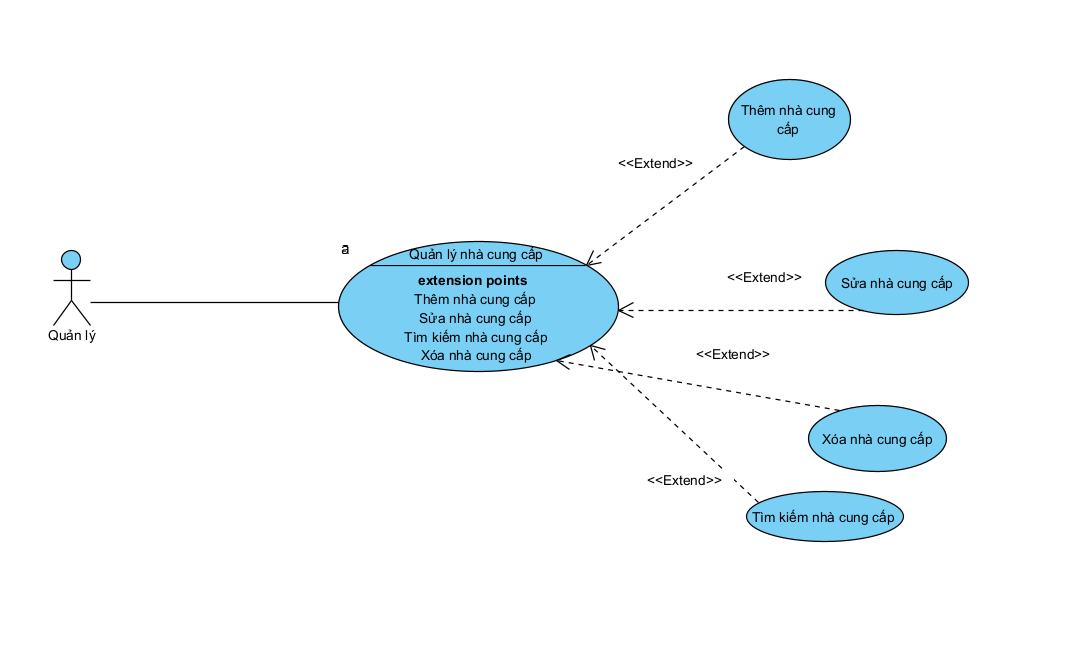 Thêm nhà cung
cấp
<<Extend>>
a
Quản lý nhà cung cấp
extension points
Thêm nhà cung cấp
Sửa nhà cung cấp
Tìm kiếm nhà cung cấp
Xóa nhà cung cấp
<<Extend>>
Sửa nhà cung cấp
Quản lý
<<Extend>>
Xóa nhà cung cấp
<<Extend>>
Tìm kiếm nhà cung cấp